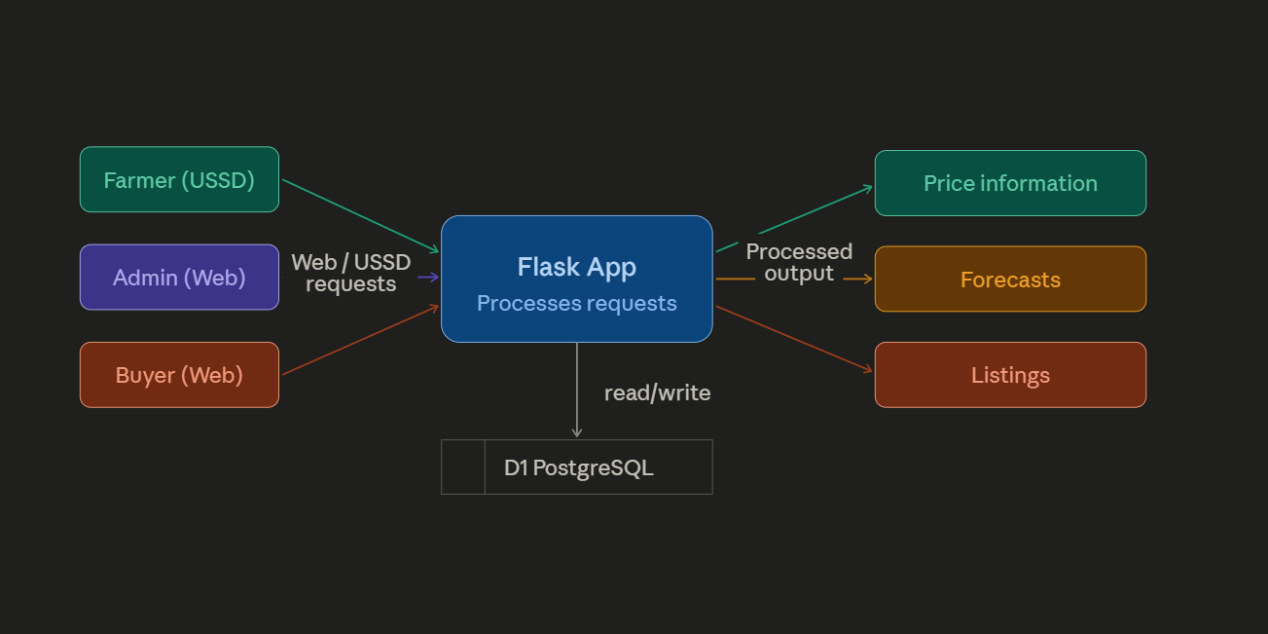 Farmer (USSD)
Admin (Web)
Buyer (Web)
Web / USSD
requests
Flask App
Processes requests
read/write
D1 PostgreSQL
Processed
output
Price information
Forecasts
Listings